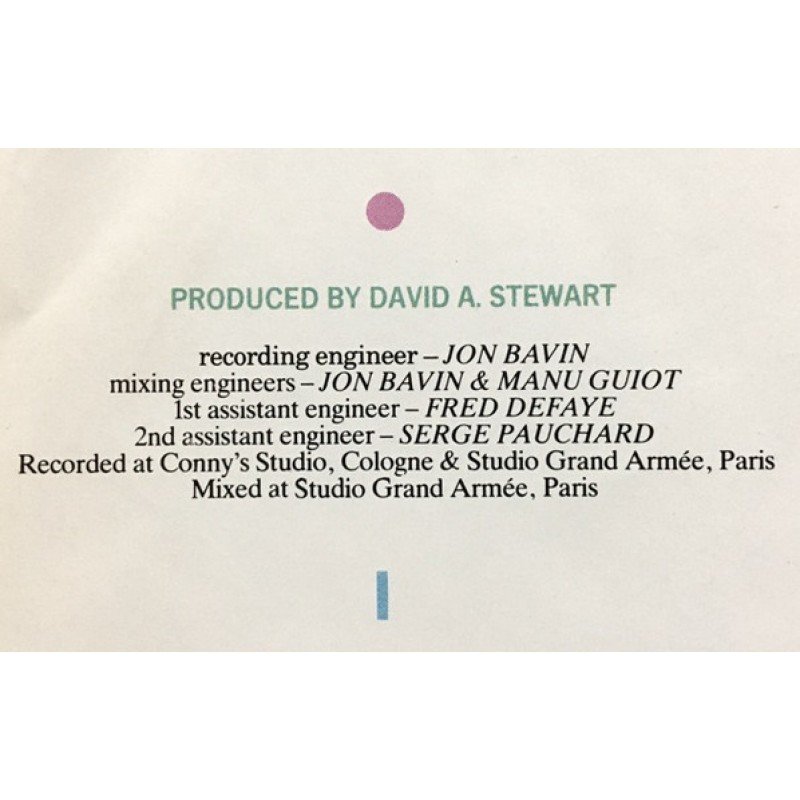 PRODUCED BY DAVID A. STEWART
recording engineer – JON BAVIN
mixing engineers – JON BAVIN & MANU GUIOT
1st assistant engineer – FRED DEFAYE
2nd assistant engineer – SERGE PAUCHARD
Recorded at Conny's Studio, Cologne & Studio Grand Armée, Paris
Mixed at Studio Grand Armée, Paris